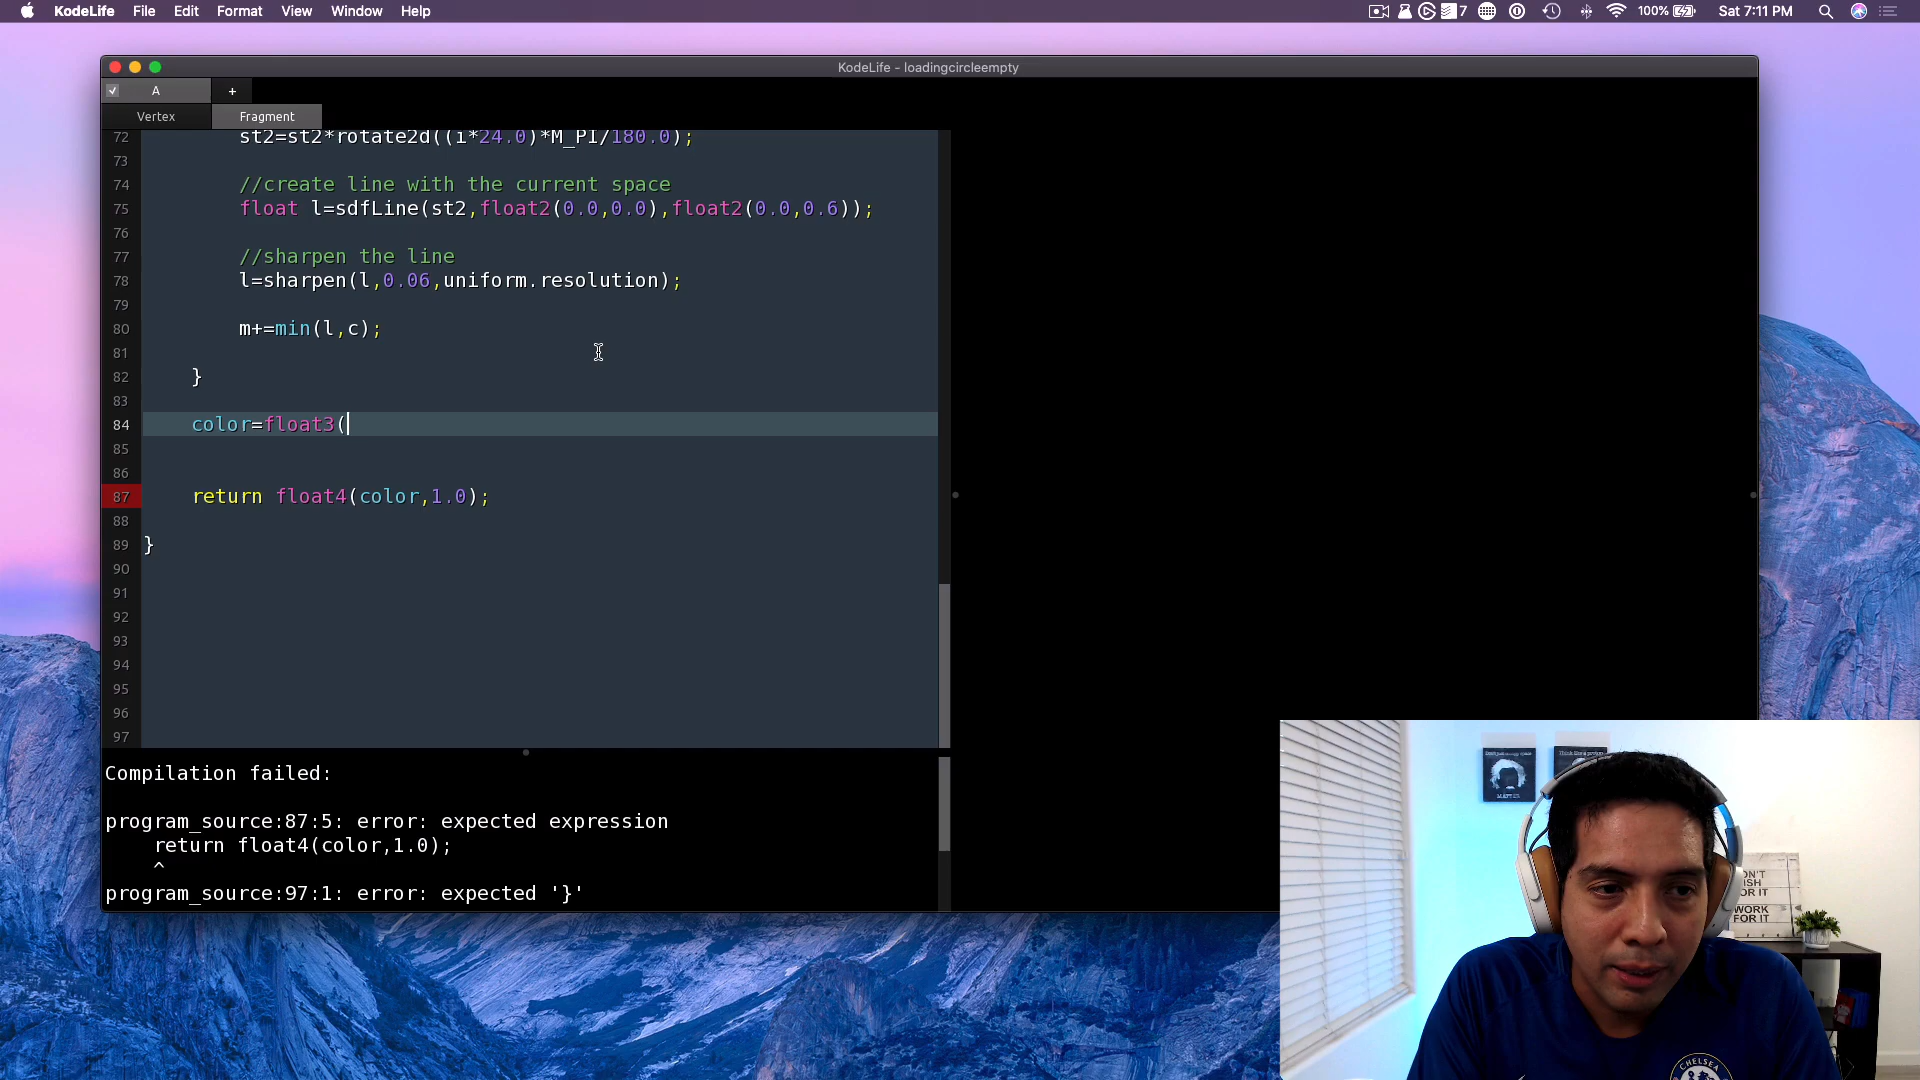 KodeLife File Edit Format View Window Help
7 100% Sat 7:11 PM
KodeLife - loadingcircleempty
A +
Vertex Fragment
72 st2=st2*rotate2d((i*24.0)*M_PI/180.0);
73
74 //create line with the current space
75 float l=sdfLine(st2,float2(0.0,0.0),float2(0.0,0.6));
76
77 //sharpen the line
78 l=sharpen(l,0.06,uniform.resolution);
79
80 m+=min(l,c);
81
82 }
83
84 color=float3(
85
86
87 return float4(color,1.0);
88
89 }
90
91
92
93
94
95
96
97
Compilation failed:
program_source:87:5: error: expected expression
return float4(color,1.0);
^
program_source:97:1: error: expected '}'
WORK
FOR IT
CHELSEA